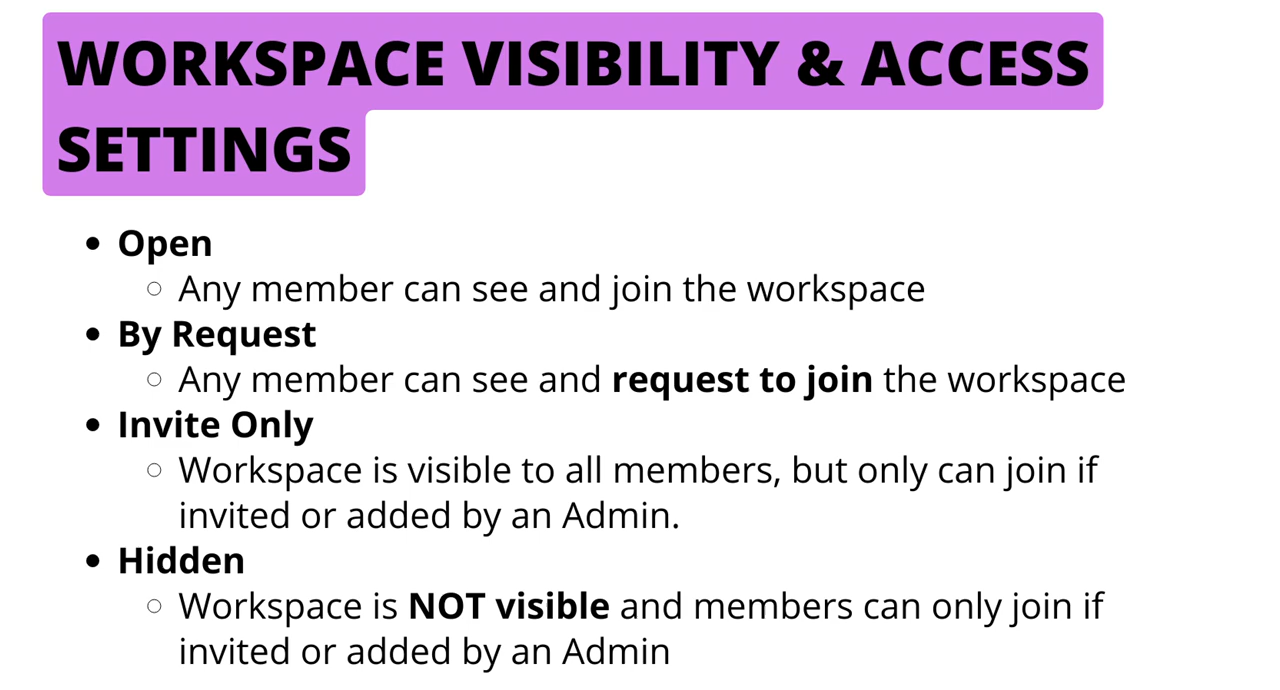 WORKSPACE VISIBILITY & ACCESS
SETTINGS
• Open
○ Any member can see and join the workspace
• By Request
○ Any member can see and request to join the workspace
• Invite Only
○ Workspace is visible to all members, but only can join if
invited or added by an Admin.
• Hidden
○ Workspace is NOT visible and members can only join if
invited or added by an Admin